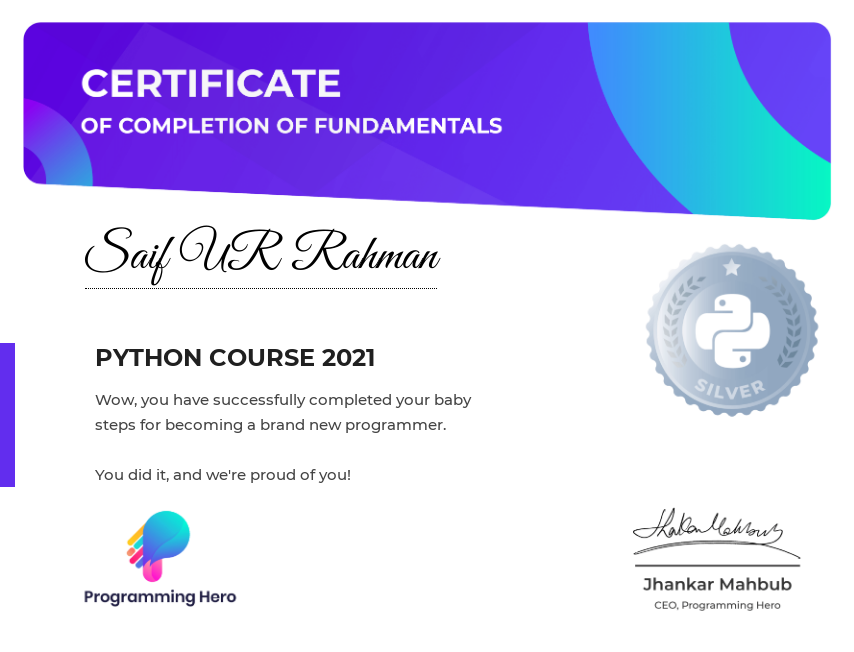 CERTIFICATE
OF COMPLETION OF FUNDAMENTALS
Saif UR Rahman
PYTHON COURSE 2021
Wow, you have successfully completed your baby
steps for becoming a brand new programmer.
You did it, and we're proud of you!
SILVER
Programming Hero
Jhankar Mahbub
Jhankar Mahbub
CEO, Programming Hero